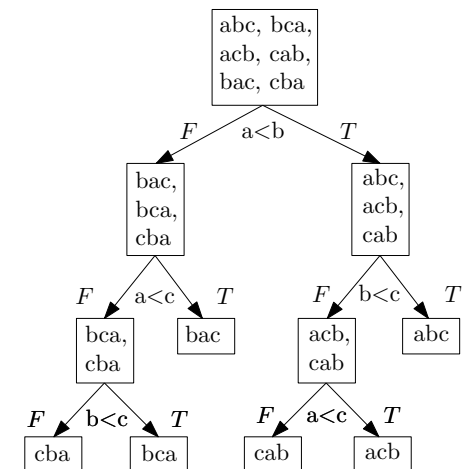 abc, bca,
acb, cab,
bac, cba
F a<b T
bac,
bca,
cba
abc,
acb,
cab
F a<c T
F b<c T
bca,
cba
bac
acb,
cab
abc
F b<c T
F a<c T
cba
bca
cab
acb